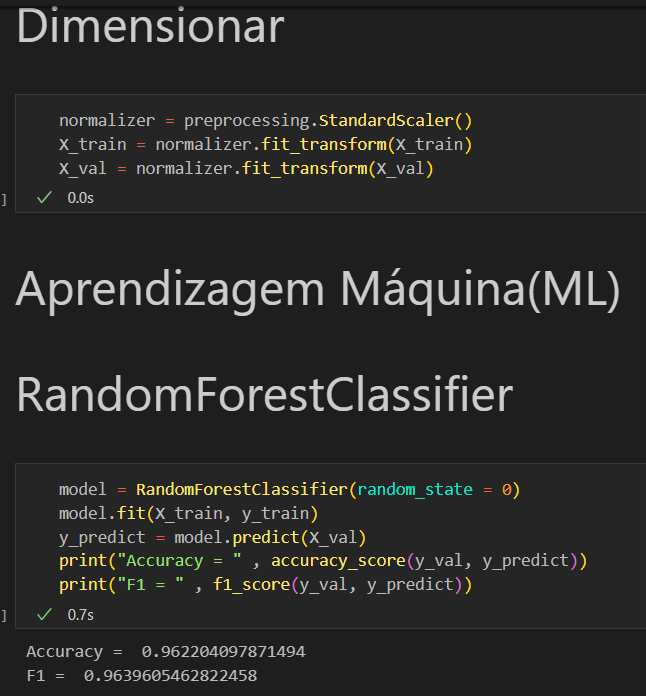 Dimensionar
normalizer = preprocessing.StandardScaler()
X_train = normalizer.fit_transform(X_train)
X_val = normalizer.fit_transform(X_val)
] ✓ 0.0s
Aprendizagem Máquina(ML)
RandomForestClassifier
model = RandomForestClassifier(random_state = 0)
model.fit(X_train, y_train)
y_predict = model.predict(X_val)
print("Accuracy = " , accuracy_score(y_val, y_predict))
print("F1 = " , f1_score(y_val, y_predict))
] ✓ 0.7s
Accuracy =  0.962204097871494
F1 =  0.9639605462822458